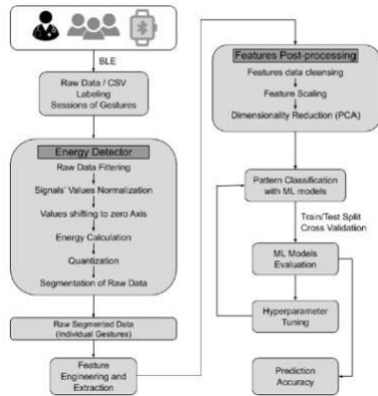 BLE
Raw Data / CSV
Labeling
Sessions of Gestures
Energy Detector
Raw Data Filtering
Signals' Values Normalization
Values shifting to zero Axis
Energy Calculation
Quantization
Segmentation of Raw Data
Raw Segmented Data
(Individual Gestures)
Feature
Engineering and
Extraction
Features Post-processing
Features data cleansing
Feature Scaling
Dimensionality Reduction (PCA)
Pattern Classification
with ML models
Train/Test Split
Cross Validation
ML Models
Evaluation
Hyperparameter
Tuning
Prediction
Accuracy